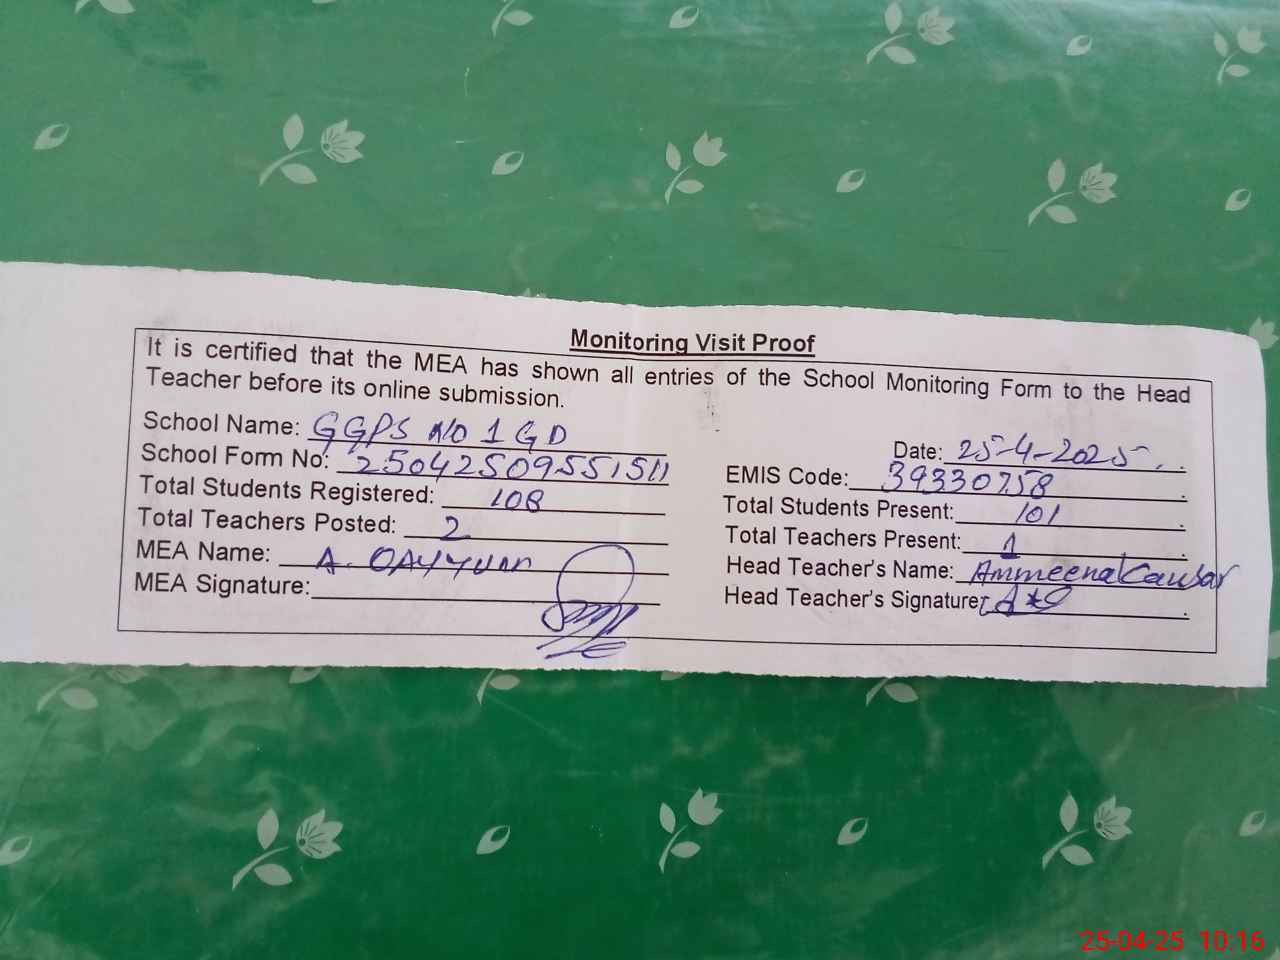 Monitoring Visit Proof
It is certified that the MEA has shown all entries of the School Monitoring Form to the Head
Teacher before its online submission.
School Name: GGPS NO 1 GD
Date: 25-4-2025.
School Form No: 25042509551511
EMIS Code: 39330758
Total Students Registered: 108
Total Students Present: 101
Total Teachers Posted: 2
Total Teachers Present: 1
MEA Name: A. QAYYUM
Head Teacher's Name: Ammeena Kausar
MEA Signature:
Head Teacher's Signature:
25-04-25 10:16